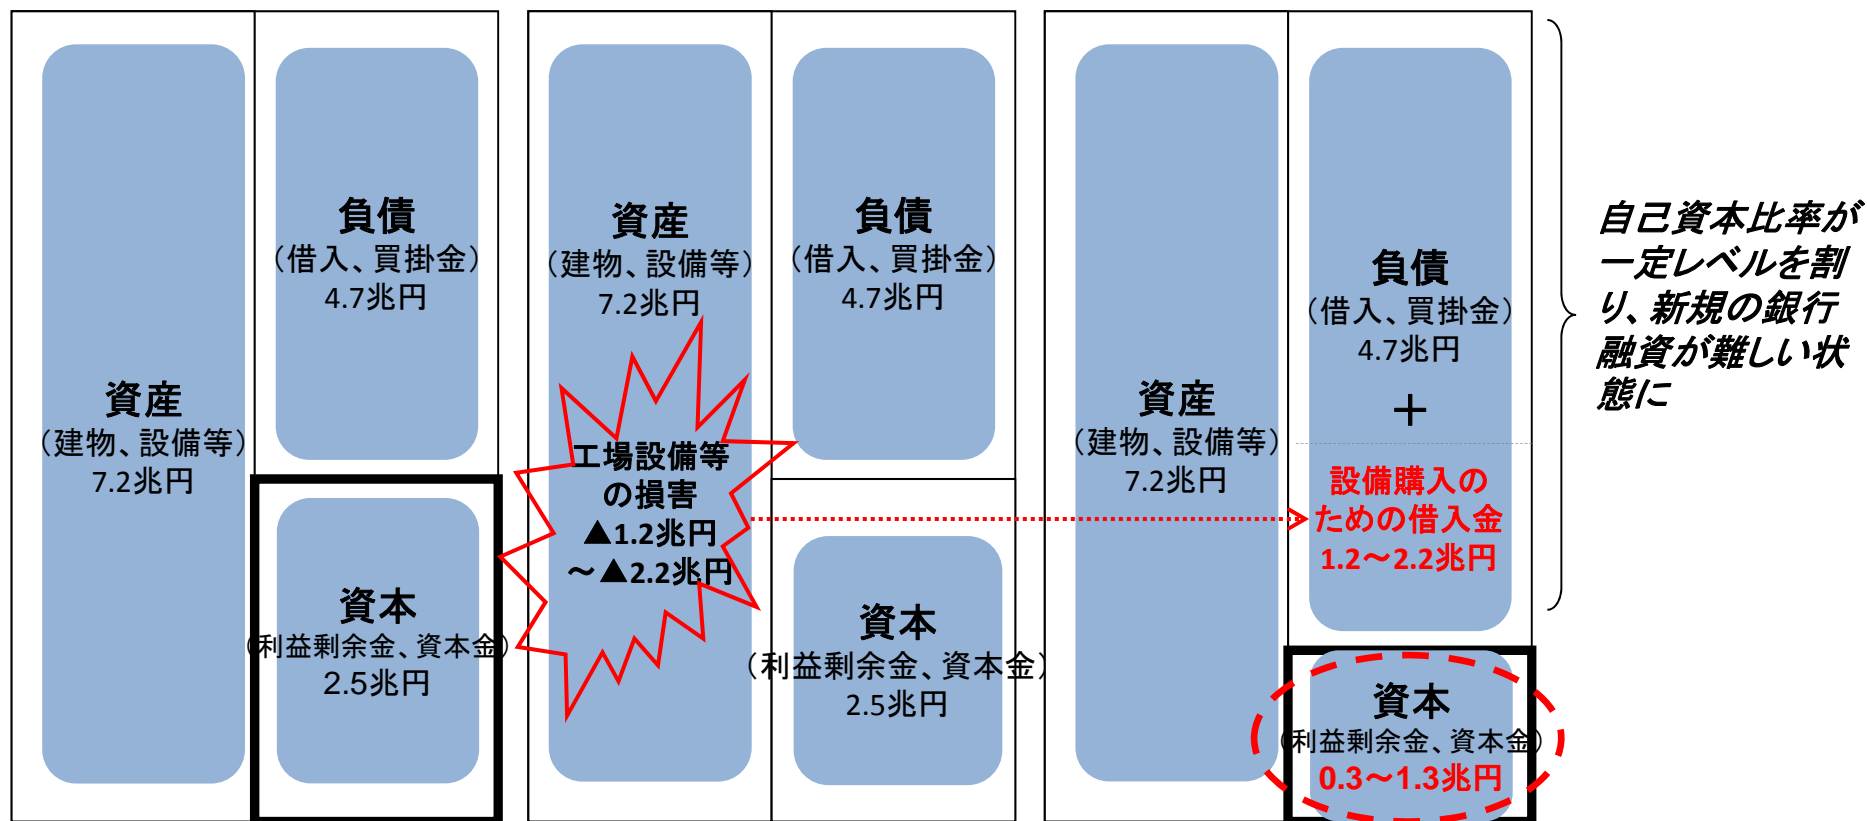 資産
（建物、設備等）
7.2兆円
負債
（借入、買掛金）
4.7兆円
資本
（利益剰余金、資本金）
2.5兆円
資産
（建物、設備等）
7.2兆円
工場設備等
の損害
▲1.2兆円
～▲2.2兆円
負債
（借入、買掛金）
4.7兆円
資本
（利益剰余金、資本金）
2.5兆円
資産
（建物、設備等）
7.2兆円
負債
（借入、買掛金）
4.7兆円
＋
設備購入の
ための借入金
1.2～2.2兆円
資本
（利益剰余金、資本金）
0.3～1.3兆円
自己資本比率が
一定レベルを割
り、新規の銀行
融資が難しい状
態に